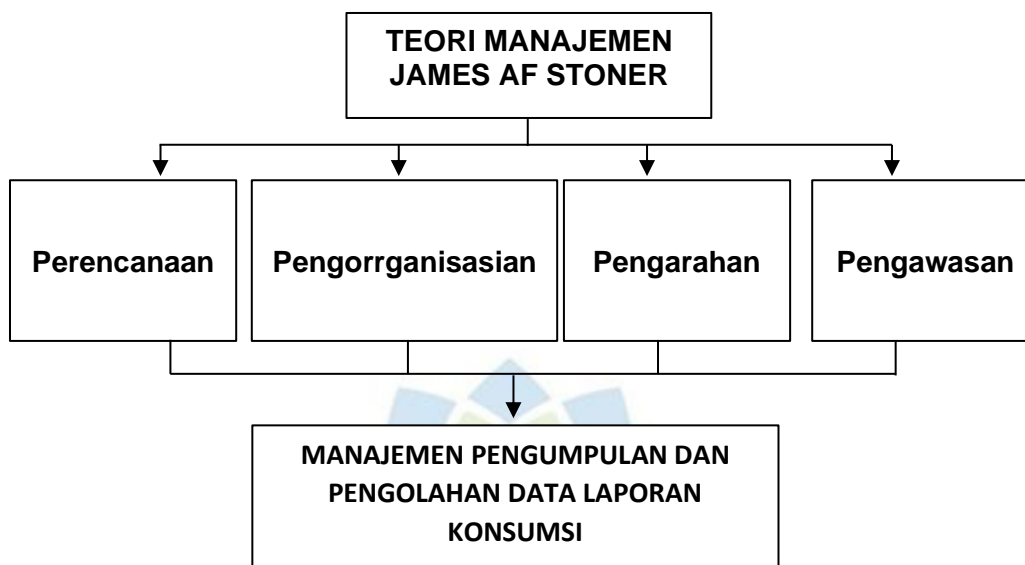 TEORI MANAJEMEN
JAMES AF STONER
Perencanaan
Pengorrganisasian
Pengarahan
Pengawasan
MANAJEMEN PENGUMPULAN DAN
PENGOLAHAN DATA LAPORAN
KONSUMSI